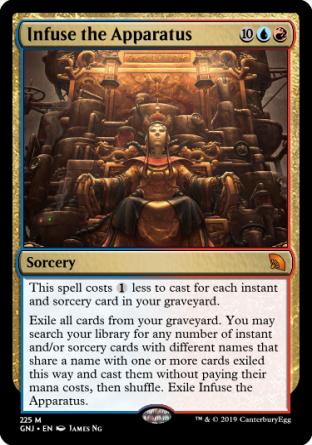 Infuse the Apparatus 10
Sorcery
This spell costs 1 less to cast for each instant
and sorcery card in your graveyard.
Exile all cards from your graveyard. You may
search your library for any number of instant
and/or sorcery cards with different names that
share a name with one or more cards exiled
this way and cast them without paying their
mana costs, then shuffle. Exile Infuse the
Apparatus.
225 M
GNJ • EN James Ng
™ & © 2019 CanterburyEgg